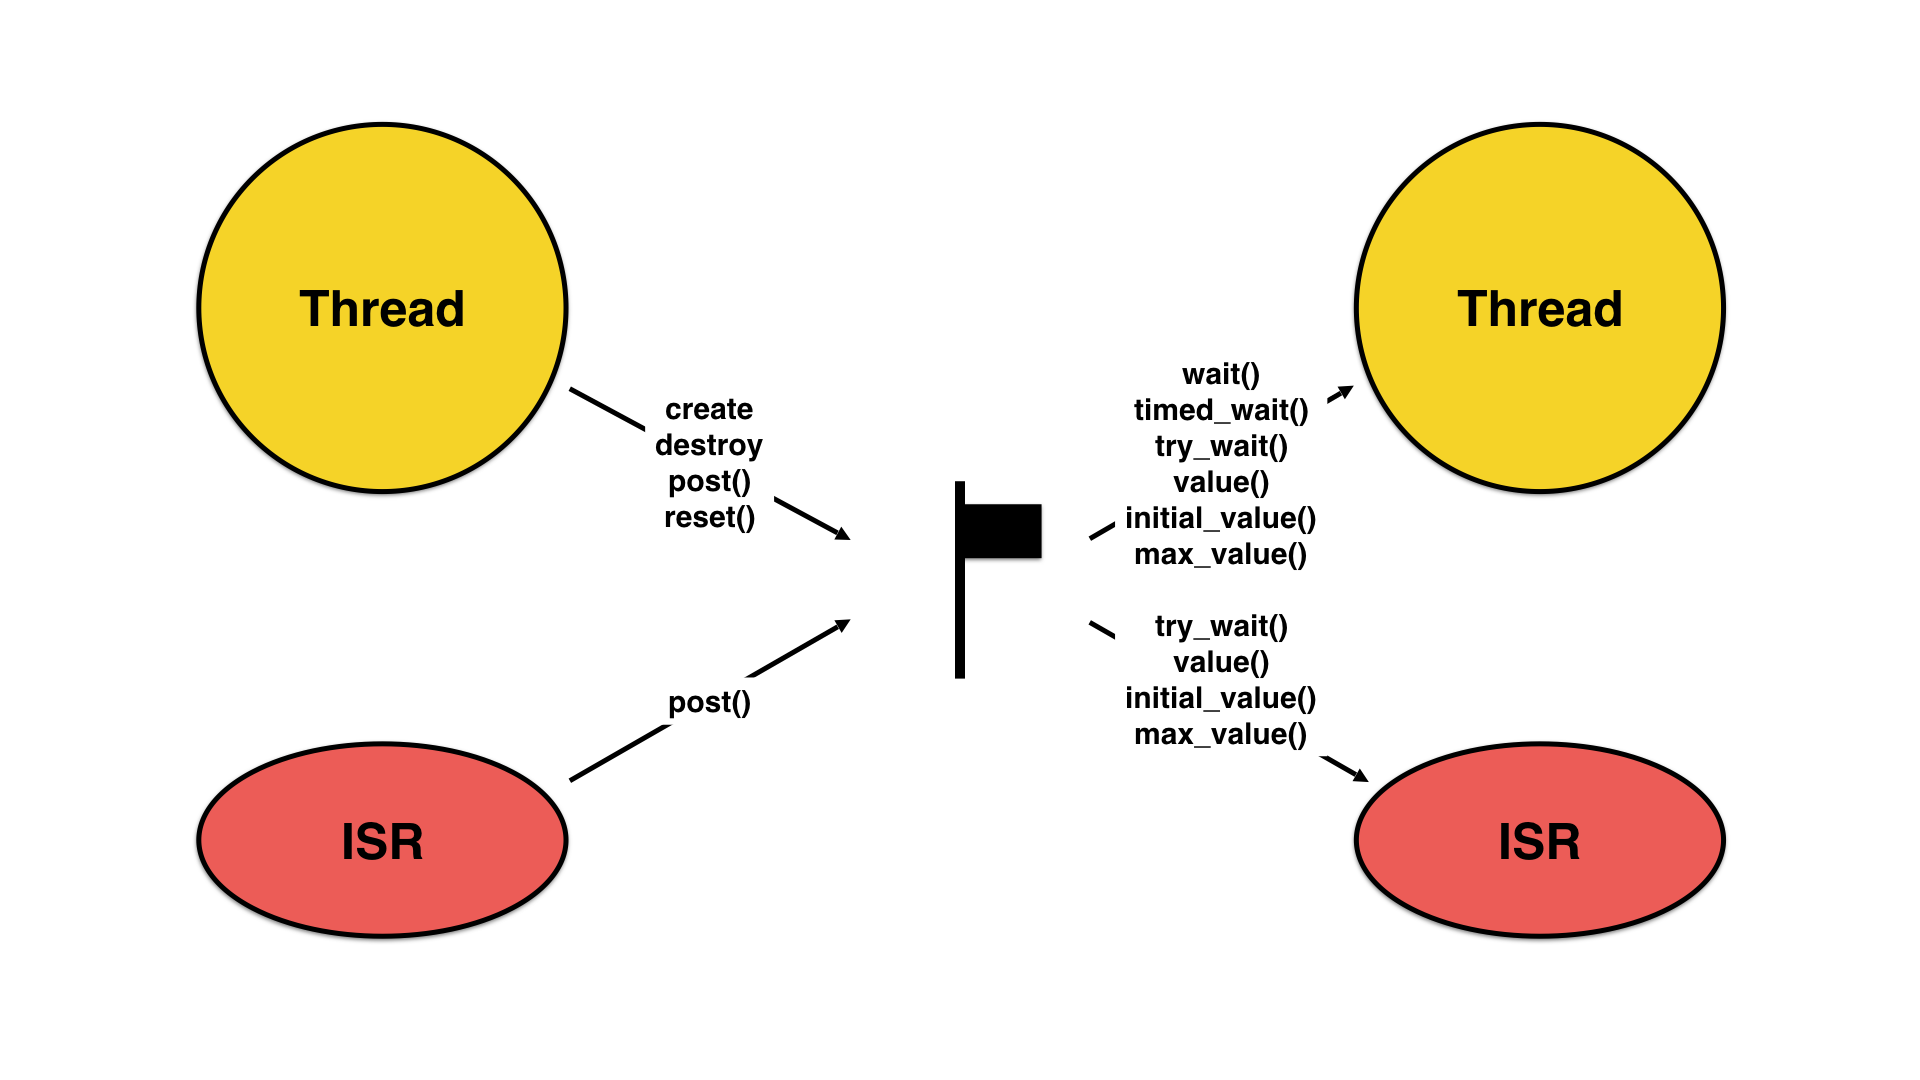 Thread
create
destroy
post()
reset()
post()
ISR
wait()
timed_wait()
try_wait()
value()
initial_value()
max_value()
try_wait()
value()
initial_value()
max_value()
Thread
ISR